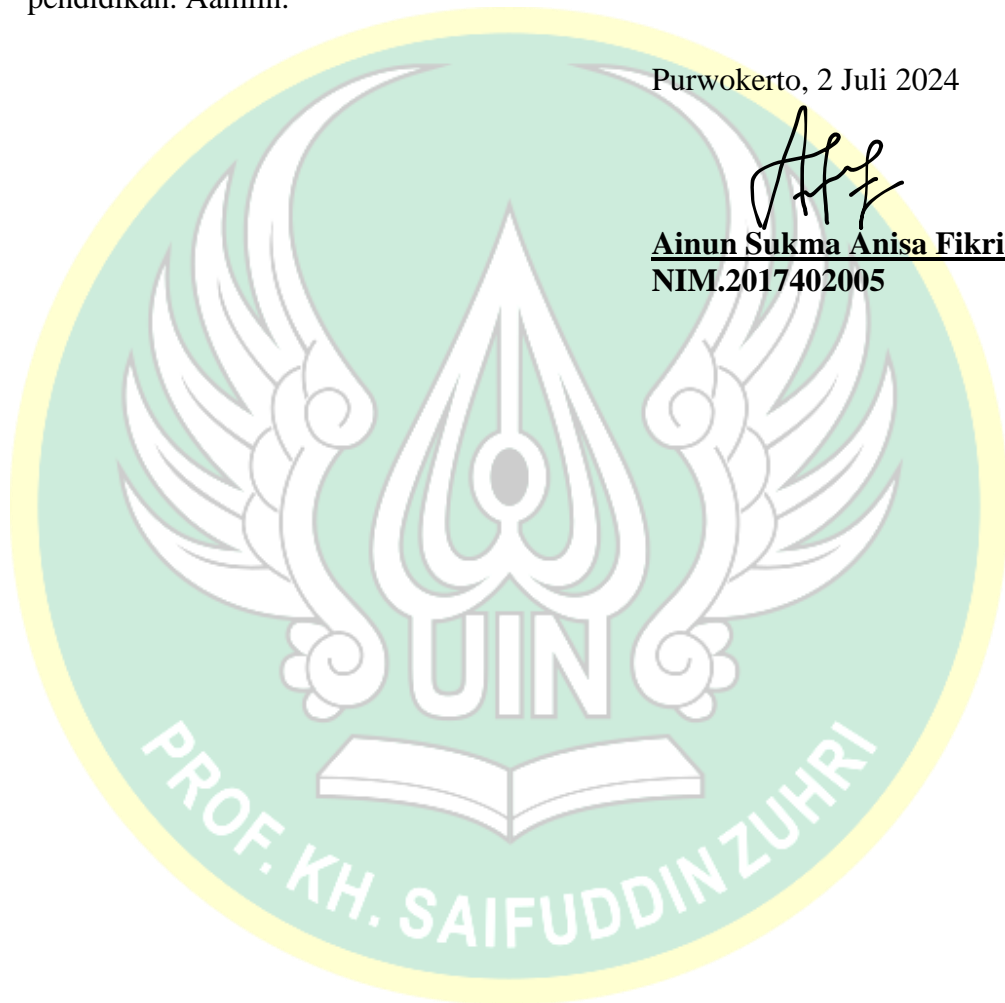 pendidikan. Aamiin.
Purwokerto, 2 Juli 2024
Ainun Sukma Anisa Fikri
NIM.2017402005
UIN
PROF. KH. SAIFUDDIN ZUHRI